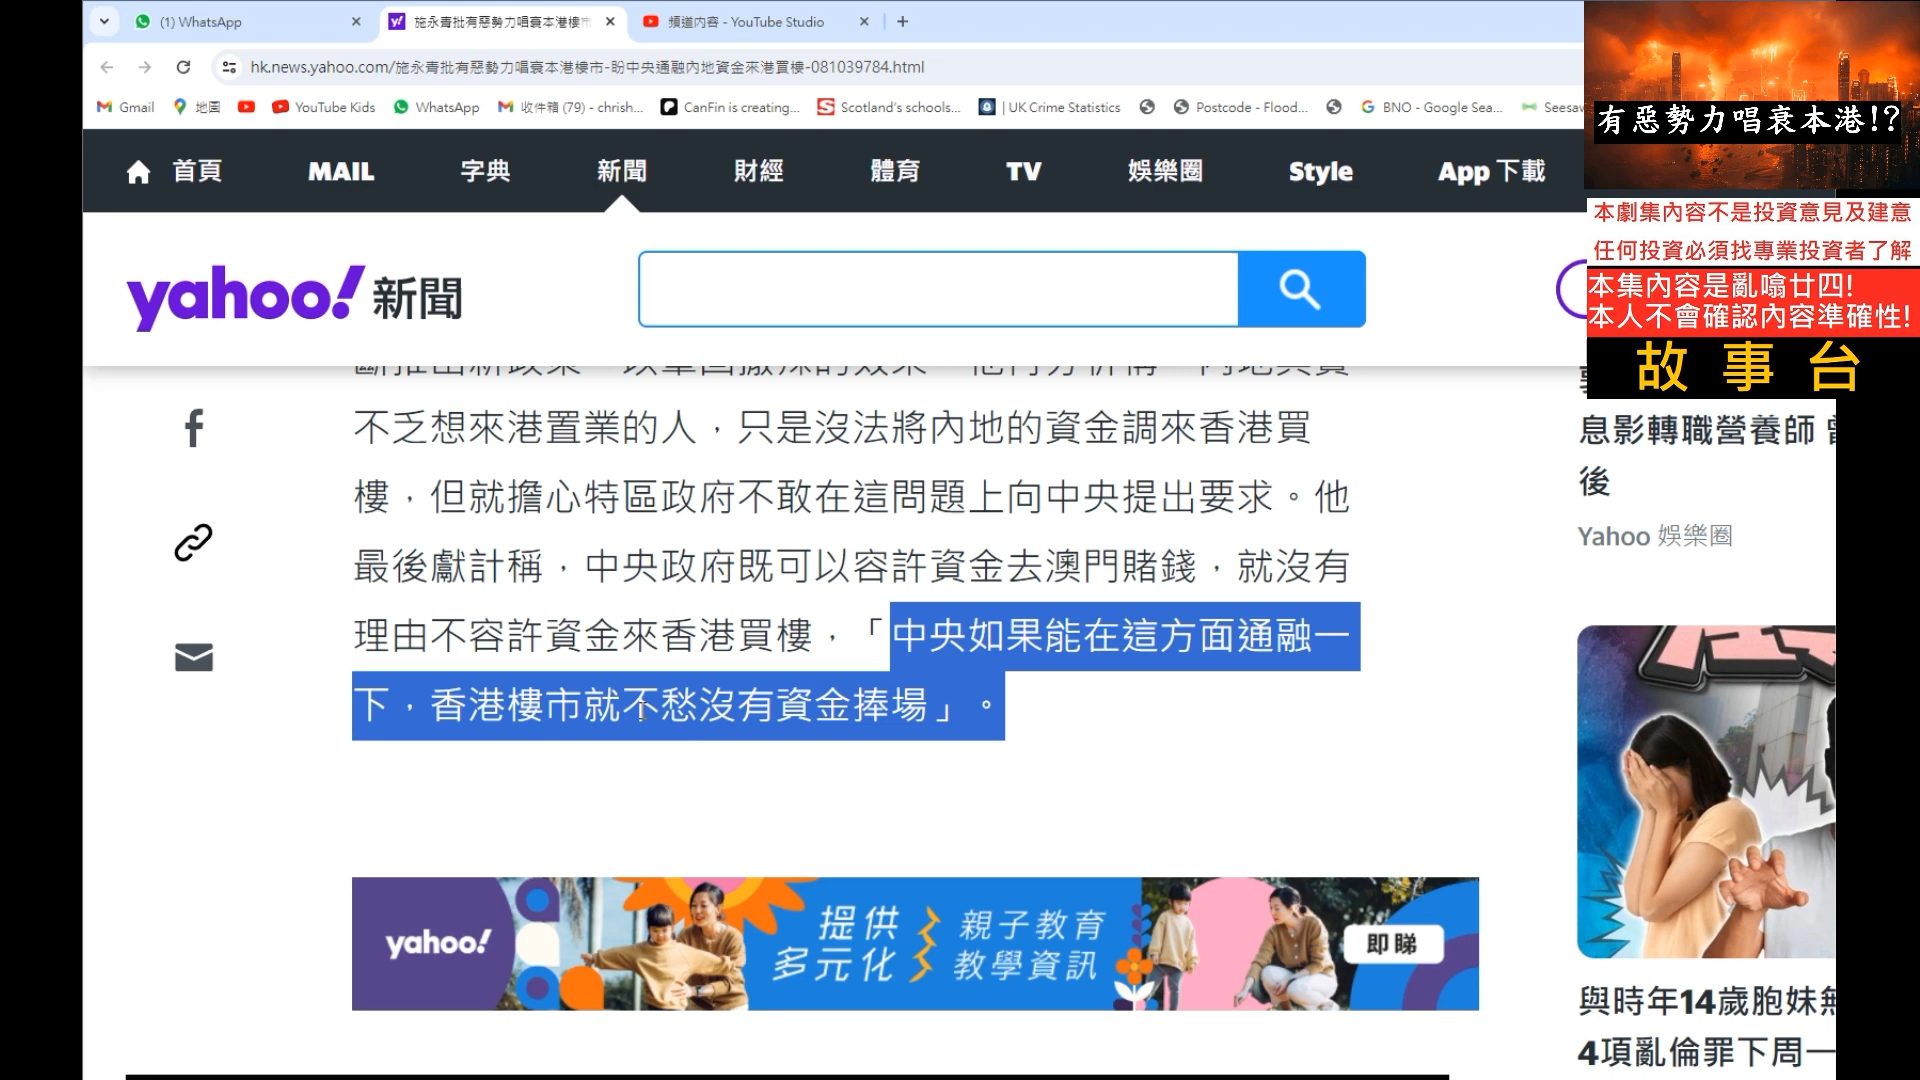 (1) WhatsApp
施永青批有惡勢力唱衰本港樓市
頻道內容 - YouTube Studio
hk.news.yahoo.com/施永青批有惡勢力唱衰本港樓市-盼中央通融內地資金來港買樓-081039784.html
Gmail
地圖
YouTube Kids
WhatsApp
收件箱 (79) - chrish...
CanFin is creating...
Scotland's schools...
| UK Crime Statistics
Postcode - Flood...
BNO - Google Sea...
Seesaw
有惡勢力唱衰本港!?
首頁
MAIL
字典
新聞
財經
體育
TV
娛樂圈
Style
App 下載
本劇集內容不是投資意見及建意
任何投資必須找專業投資者了解
本集內容是亂噏廿四!
本人不會確認內容準確性!
故事台
yahoo! 新聞
不乏想來港置業的人，只是沒法將內地的資金調來香港買
樓，但就擔心特區政府不敢在這問題上向中央提出要求。他
最後獻計稱，中央政府既可以容許資金去澳門賭錢，就沒有
理由不容許資金來香港買樓，「中央如果能在這方面通融一
下，香港樓市就不愁沒有資金捧場」。
息影轉職營養師
後
Yahoo 娛樂圈
yahoo!
提供
多元化
親子教育
教學資訊
即睇
與時年14歲胞妹
4項亂倫罪下周一